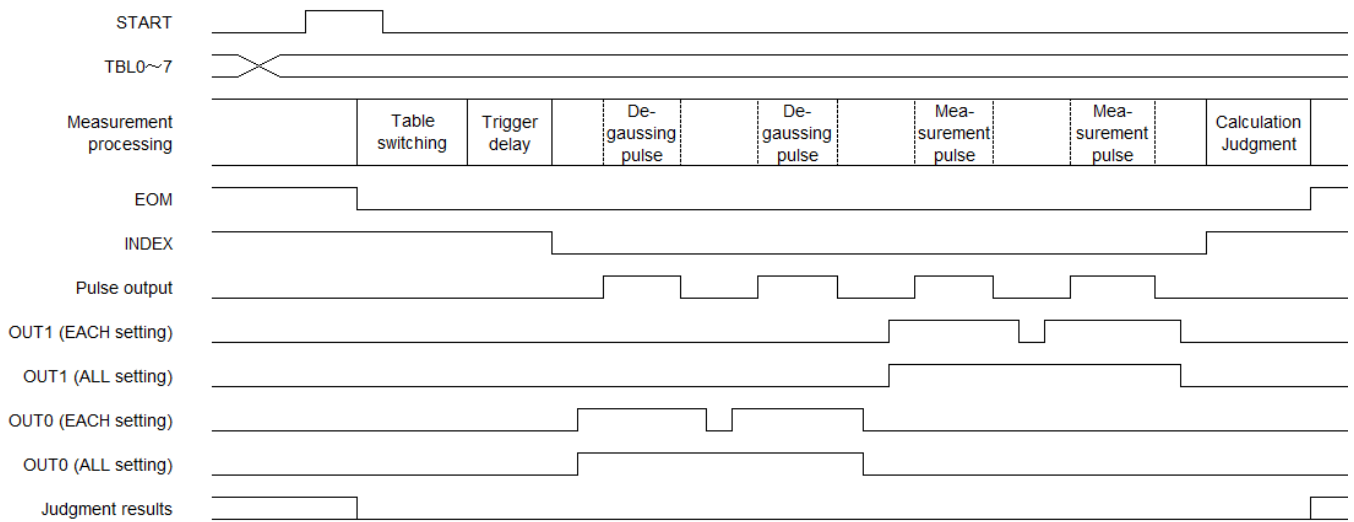 START
TBL0～7
Measurement
processing
Table
switching
Trigger
delay
De-
gaussing
pulse
De-
gaussing
pulse
Mea-
surement
pulse
Mea-
surement
pulse
Calculation
Judgment
EOM
INDEX
Pulse output
OUT1 (EACH setting)
OUT1 (ALL setting)
OUT0 (EACH setting)
OUT0 (ALL setting)
Judgment results